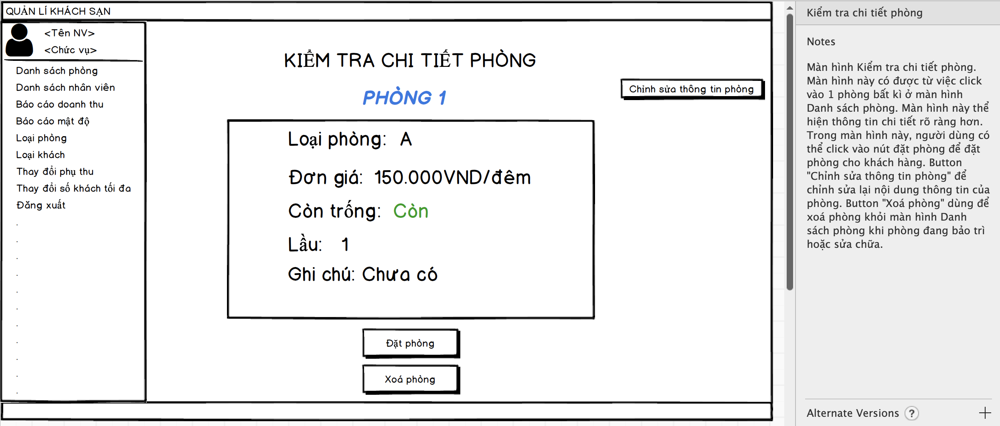 QUẢN LÍ KHÁCH SẠN
<Tên NV>
<Chức vụ>
Danh sách phòng
Danh sách nhân viên
Báo cáo doanh thu
Báo cáo mật độ
Loại phòng
Loại khách
Thay đổi phụ thu
Thay đổi số khách tối đa
Đăng xuất
.
.
.
.
.
.
.
.
.
.
.
KIỂM TRA CHI TIẾT PHÒNG
PHÒNG 1
Chỉnh sửa thông tin phòng
Loại phòng: A
Đơn giá: 150.000VND/đêm
Còn trống: Còn
Lầu: 1
Ghi chú: Chưa có
Đặt phòng
Xoá phòng
Kiểm tra chi tiết phòng
Notes
Màn hình Kiểm tra chi tiết phòng.
Màn hình này có được từ việc click
vào 1 phòng bất kì ở màn hình
Danh sách phòng. Màn hình này thể
hiện thông tin chi tiết rõ ràng hơn.
Trong màn hình này, người dùng có
thể click vào nút đặt phòng để đặt
phòng cho khách hàng. Button
"Chỉnh sửa thông tin phòng" để
chỉnh sửa lại nội dung thông tin của
phòng. Button "Xoá phòng" dùng để
xoá phòng khỏi màn hình Danh
sách phòng khi phòng đang bảo trì
hoặc sửa chữa.
Alternate Versions ?